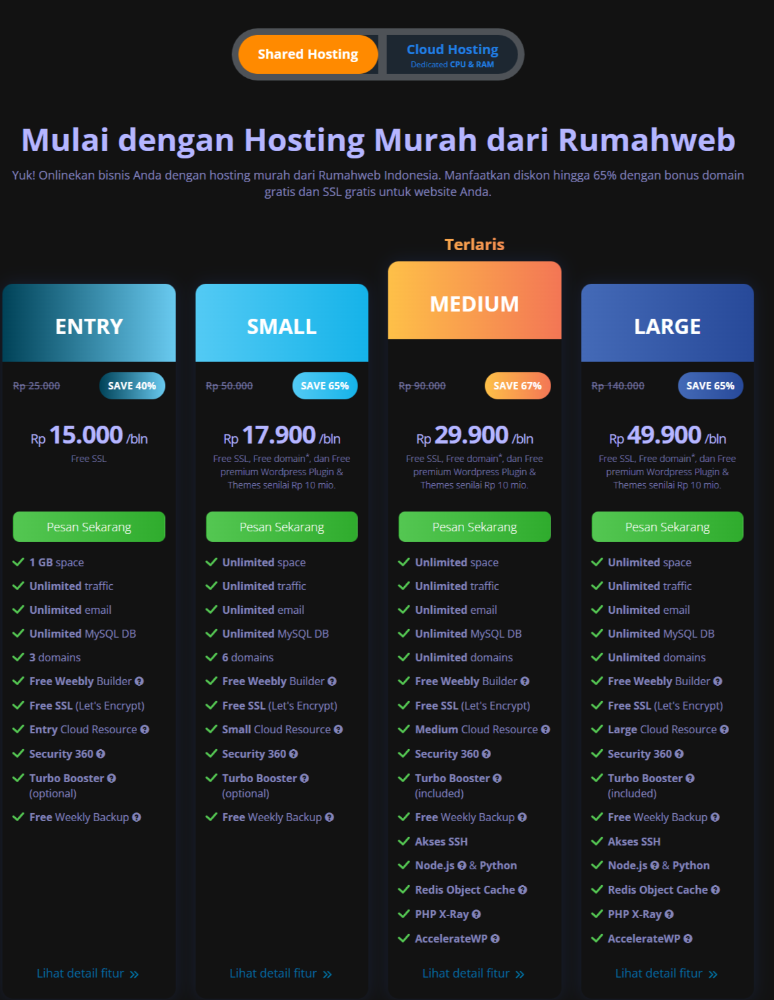 Shared Hosting
Cloud Hosting
Dedicated CPU & RAM
Mulai dengan Hosting Murah dari Rumahweb
Yuk! Onlinekan bisnis Anda dengan hosting murah dari Rumahweb Indonesia. Manfaatkan diskon hingga 65% dengan bonus domain
gratis dan SSL gratis untuk website Anda.
ENTRY
Rp 25.000
SAVE 40%
Rp 15.000 /bln
Free SSL
Pesan Sekarang
1 GB space
Unlimited traffic
Unlimited email
Unlimited MySQL DB
3 domains
Free Weebly Builder ?
Free SSL (Let's Encrypt)
Entry Cloud Resource ?
Security 360 ?
Turbo Booster ?
(optional)
Free Weekly Backup ?
Lihat detail fitur »
SMALL
Rp 50.000
SAVE 65%
Rp 17.900 /bln
Free SSL, Free domain*, dan Free
premium Wordpress Plugin &
Themes senilai Rp 10 mio.
Pesan Sekarang
Unlimited space
Unlimited traffic
Unlimited email
Unlimited MySQL DB
6 domains
Free Weebly Builder ?
Free SSL (Let's Encrypt)
Small Cloud Resource ?
Security 360 ?
Turbo Booster ?
(optional)
Free Weekly Backup ?
Lihat detail fitur »
Terlaris
MEDIUM
Rp 90.000
SAVE 67%
Rp 29.900 /bln
Free SSL, Free domain*, dan Free
premium Wordpress Plugin &
Themes senilai Rp 10 mio.
Pesan Sekarang
Unlimited space
Unlimited traffic
Unlimited email
Unlimited MySQL DB
Unlimited domains
Free Weebly Builder ?
Free SSL (Let's Encrypt)
Medium Cloud Resource ?
Security 360 ?
Turbo Booster ?
(included)
Free Weekly Backup ?
Akses SSH
Node.js ? & Python
Redis Object Cache ?
PHP X-Ray ?
AccelerateWP ?
Lihat detail fitur »
LARGE
Rp 140.000
SAVE 65%
Rp 49.900 /bln
Free SSL, Free domain*, dan Free
premium Wordpress Plugin &
Themes senilai Rp 10 mio.
Pesan Sekarang
Unlimited space
Unlimited traffic
Unlimited email
Unlimited MySQL DB
Unlimited domains
Free Weebly Builder ?
Free SSL (Let's Encrypt)
Large Cloud Resource ?
Security 360 ?
Turbo Booster ?
(included)
Free Weekly Backup ?
Akses SSH
Node.js ? & Python
Redis Object Cache ?
PHP X-Ray ?
AccelerateWP ?
Lihat detail fitur »